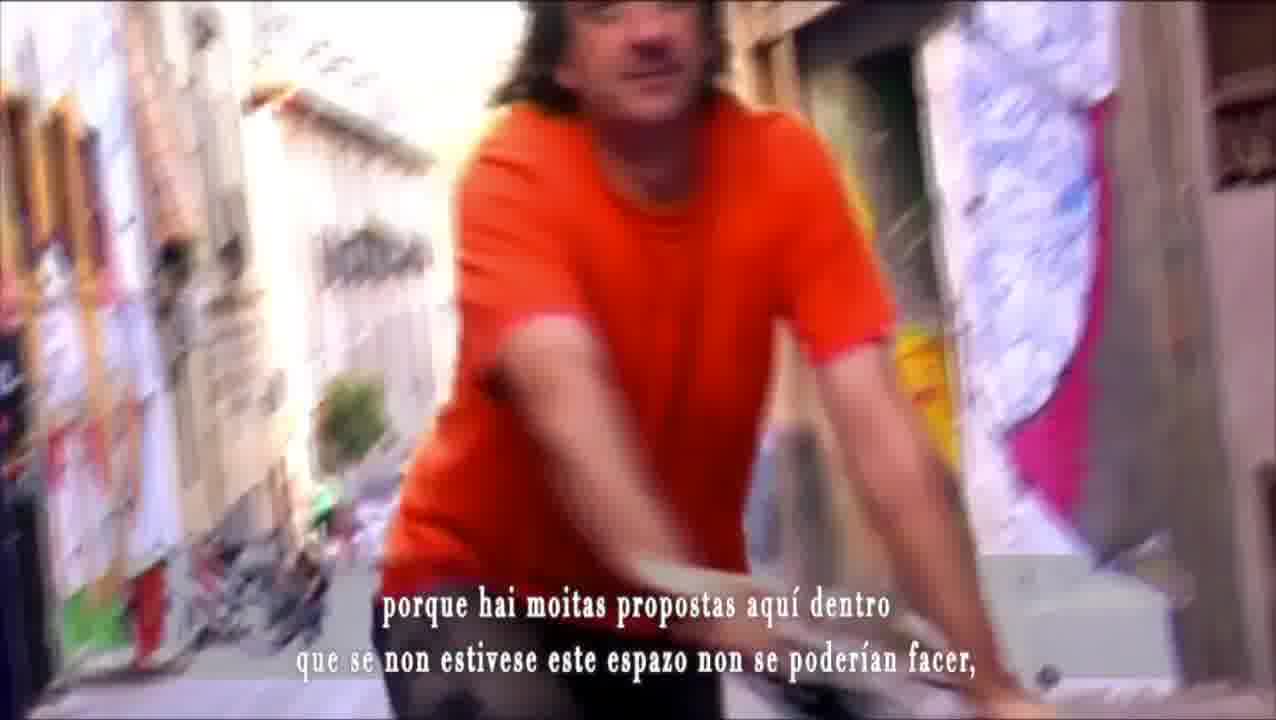 porque hai moitas propostas aquí dentro
que se non estivese este espazo non se poderían facer,